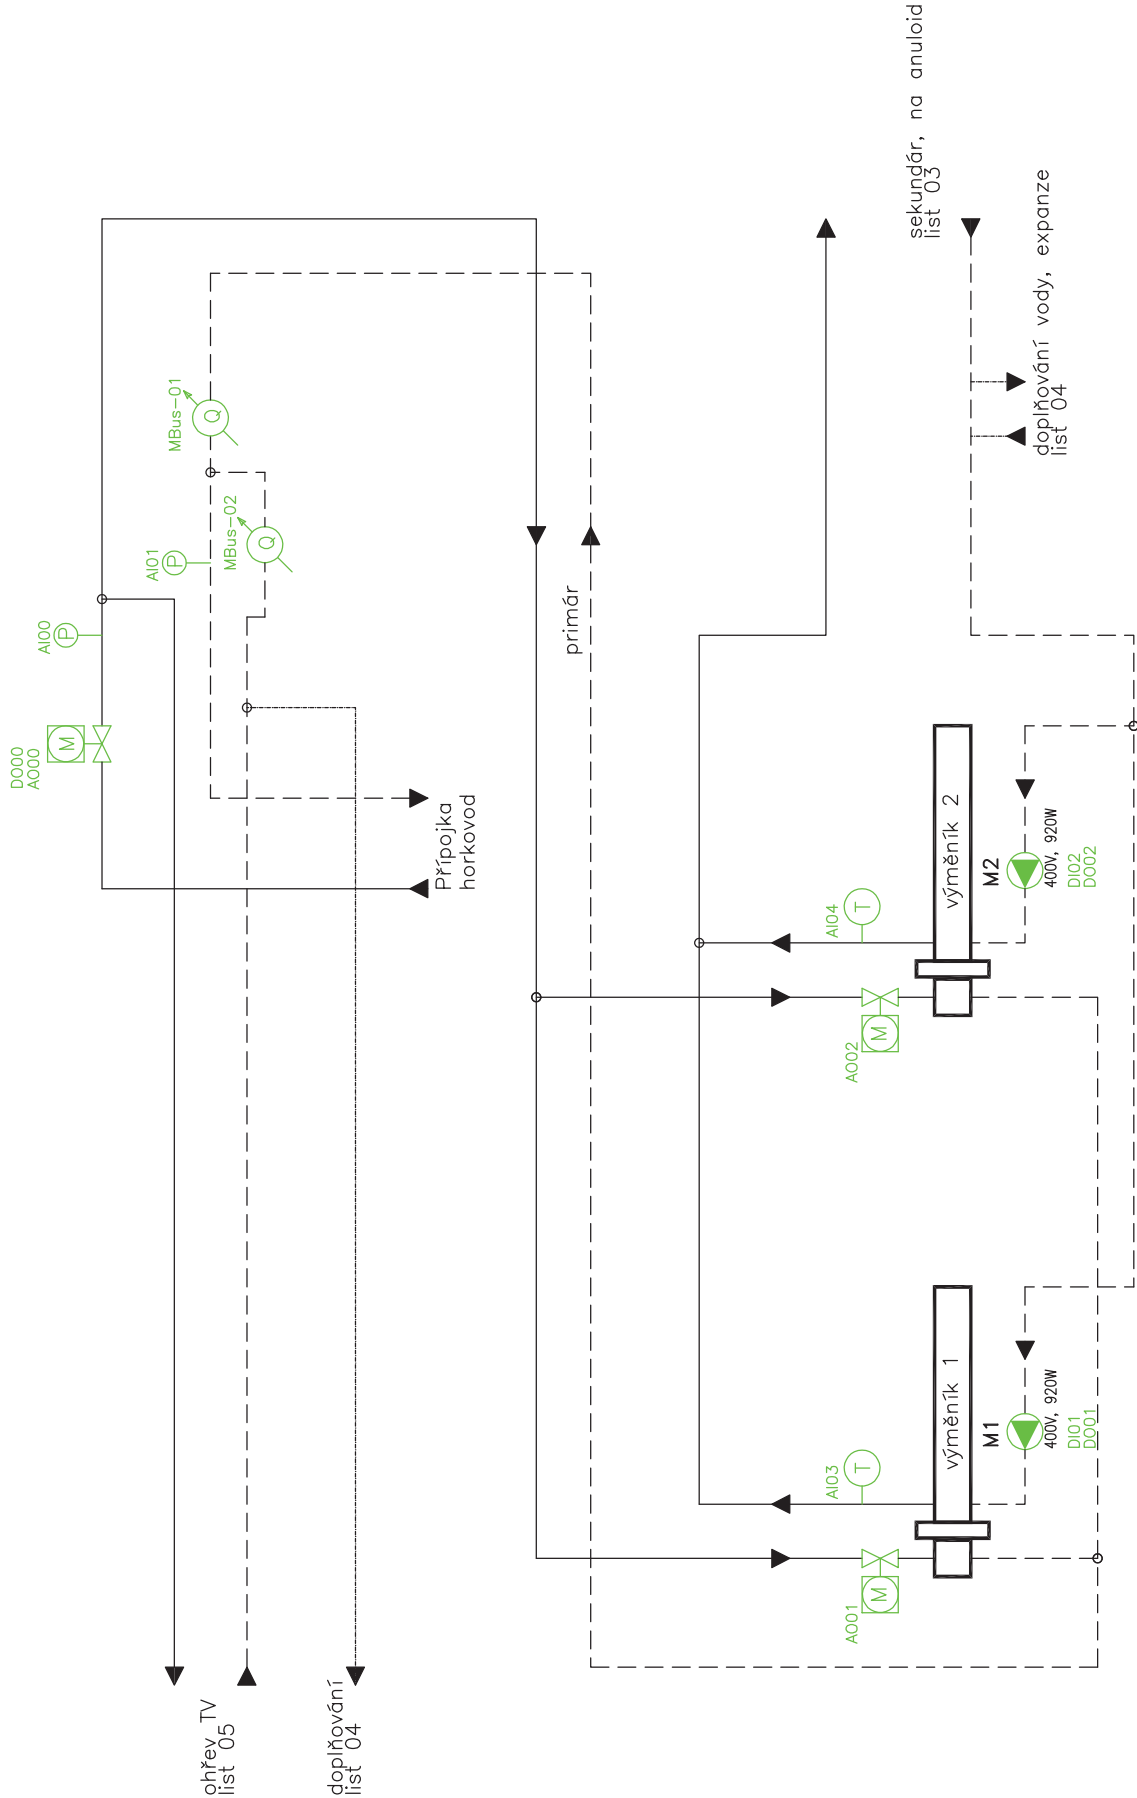 DO00
AO00
M
AI00
P
AI01
P
MBus-01
Q
MBus-02
Q
Přípojka
horkovod
ohřev TV
list 05
doplňování
list 04
primár
sekundár, na anuloid
list 03
doplňování vody, expanze
list 04
AO02
M
AI04
T
výměník 2
M2
400V, 920W
DI02
DO02
AO01
M
AI03
T
výměník 1
M1
400V, 920W
DI01
DO01